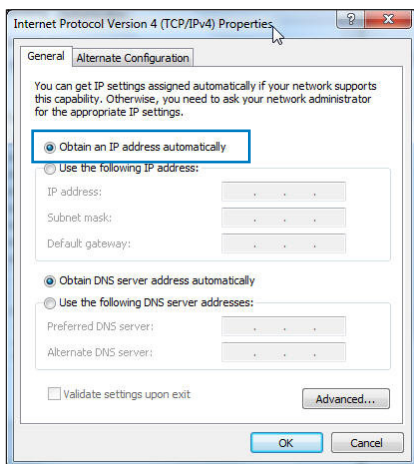 Internet Protocol Version 4 (TCP/IPv4) Properties
General
Alternate Configuration
You can get IP settings assigned automatically if your network supports
this capability. Otherwise, you need to ask your network administrator
for the appropriate IP settings.
Obtain an IP address automatically
Use the following IP address:
IP address:
Subnet mask:
Default gateway:
Obtain DNS server address automatically
Use the following DNS server addresses:
Preferred DNS server:
Alternate DNS server:
Validate settings upon exit
Advanced...
OK
Cancel